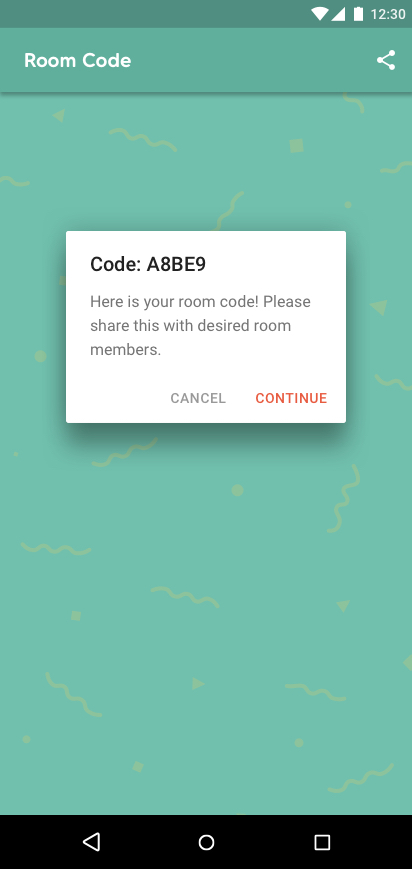 12:30
Room Code
Code: A8BE9
Here is your room code! Please
share this with desired room
members.
CANCEL CONTINUE